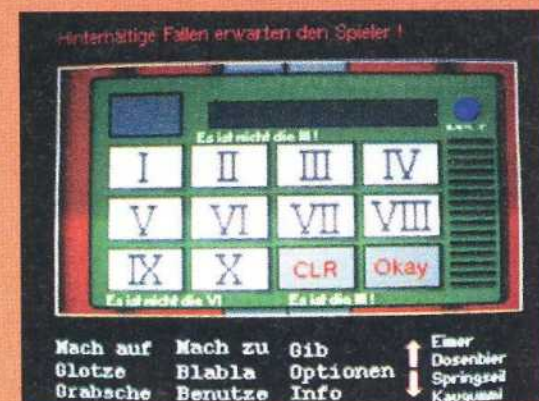 Hinterhältige Fallen erwarten den Spieler !
Es ist nicht die III !
I II III IV
V VI VII VIII
IX X CLR Okay
Es ist nicht die VI
Es ist die III !
Mach auf Mach zu Gib
Glotze Blabla Optionen
Grabsche Benutze Info
Eimer
Dosenbier
Springseil
Kaugummi